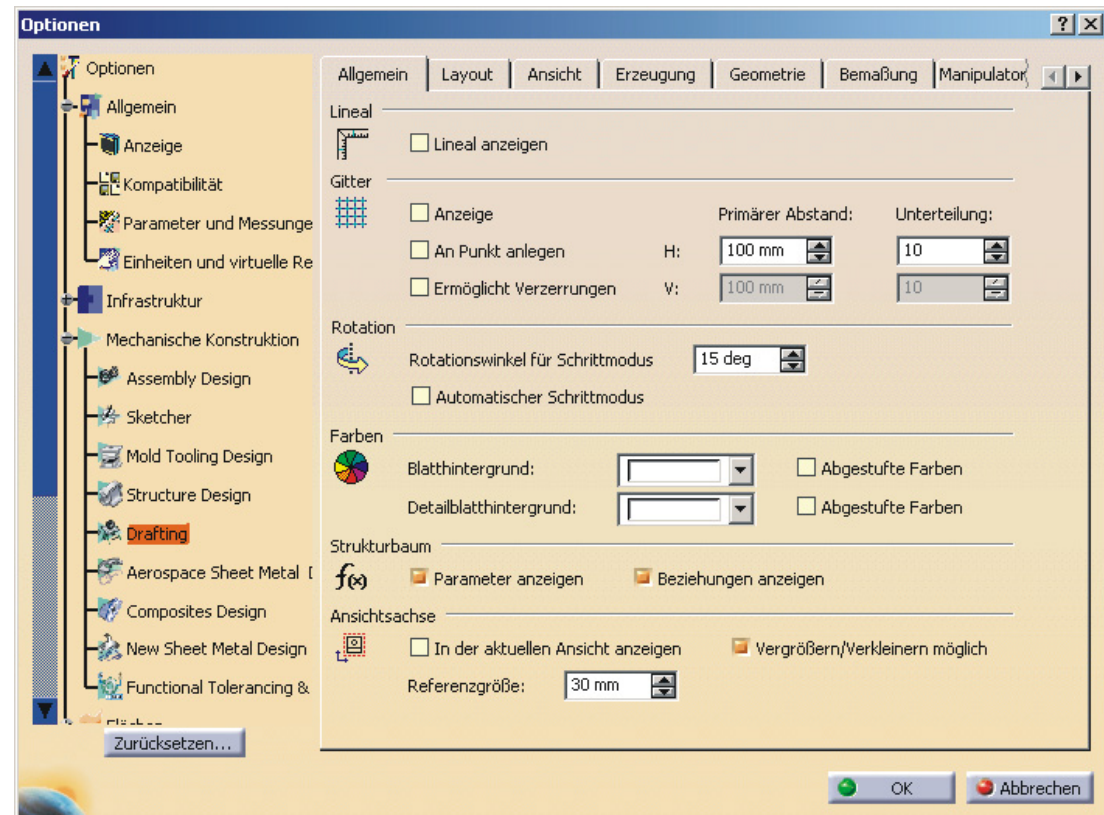 Optionen
Optionen
Allgemein
Anzeige
Kompatibilität
Parameter und Messunge
Einheiten und virtuelle Re
Infrastruktur
Mechanische Konstruktion
Assembly Design
Sketcher
Mold Tooling Design
Structure Design
Drafting
Aerospace Sheet Metal
Composites Design
New Sheet Metal Design
Functional Tolerancing &
Zurücksetzen...
Allgemein Layout Ansicht Erzeugung Geometrie Bemaßung Manipulator
Lineal
Lineal anzeigen
Gitter
Anzeige Primärer Abstand: Unterteilung:
An Punkt anlegen H: 100 mm 10
Ermöglicht Verzerrungen V: 100 mm 10
Rotation
Rotationswinkel für Schrittmodus 15 deg
Automatischer Schrittmodus
Farben
Blatthintergrund: Abgestufte Farben
Detailblatthintergrund: Abgestufte Farben
Strukturbaum
f(x) Parameter anzeigen Beziehungen anzeigen
Ansichtsachse
In der aktuellen Ansicht anzeigen Vergrößern/Verkleinern möglich
Referenzgröße: 30 mm
OK Abbrechen